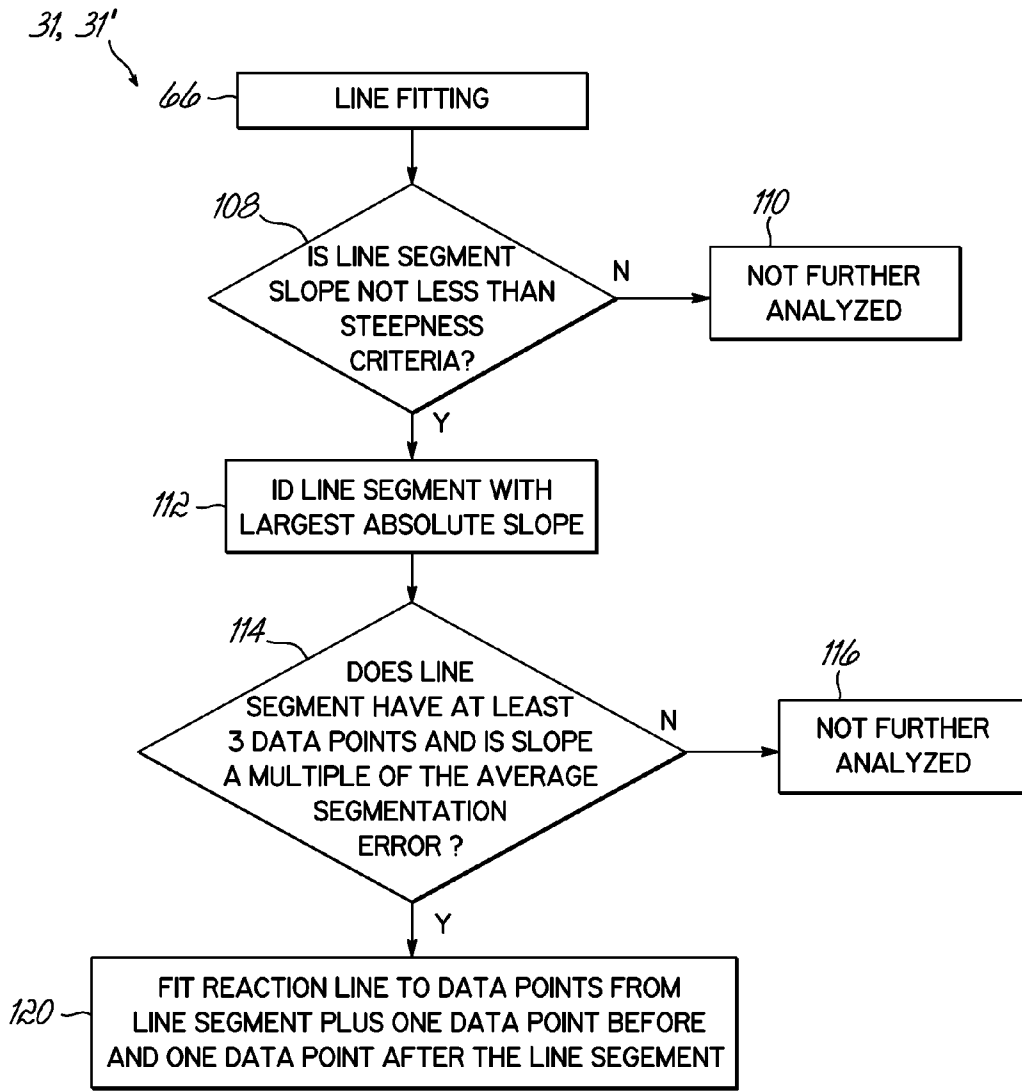 31, 31'
66
LINE FITTING
108
IS LINE SEGMENT
SLOPE NOT LESS THAN
STEEPNESS
CRITERIA?
N
110
NOT FURTHER
ANALYZED
Y
112
ID LINE SEGMENT WITH
LARGEST ABSOLUTE SLOPE
114
DOES LINE
SEGMENT HAVE AT LEAST
3 DATA POINTS AND IS SLOPE
A MULTIPLE OF THE AVERAGE
SEGMENTATION
ERROR ?
N
116
NOT FURTHER
ANALYZED
Y
120
FIT REACTION LINE TO DATA POINTS FROM
LINE SEGMENT PLUS ONE DATA POINT BEFORE
AND ONE DATA POINT AFTER THE LINE SEGEMENT